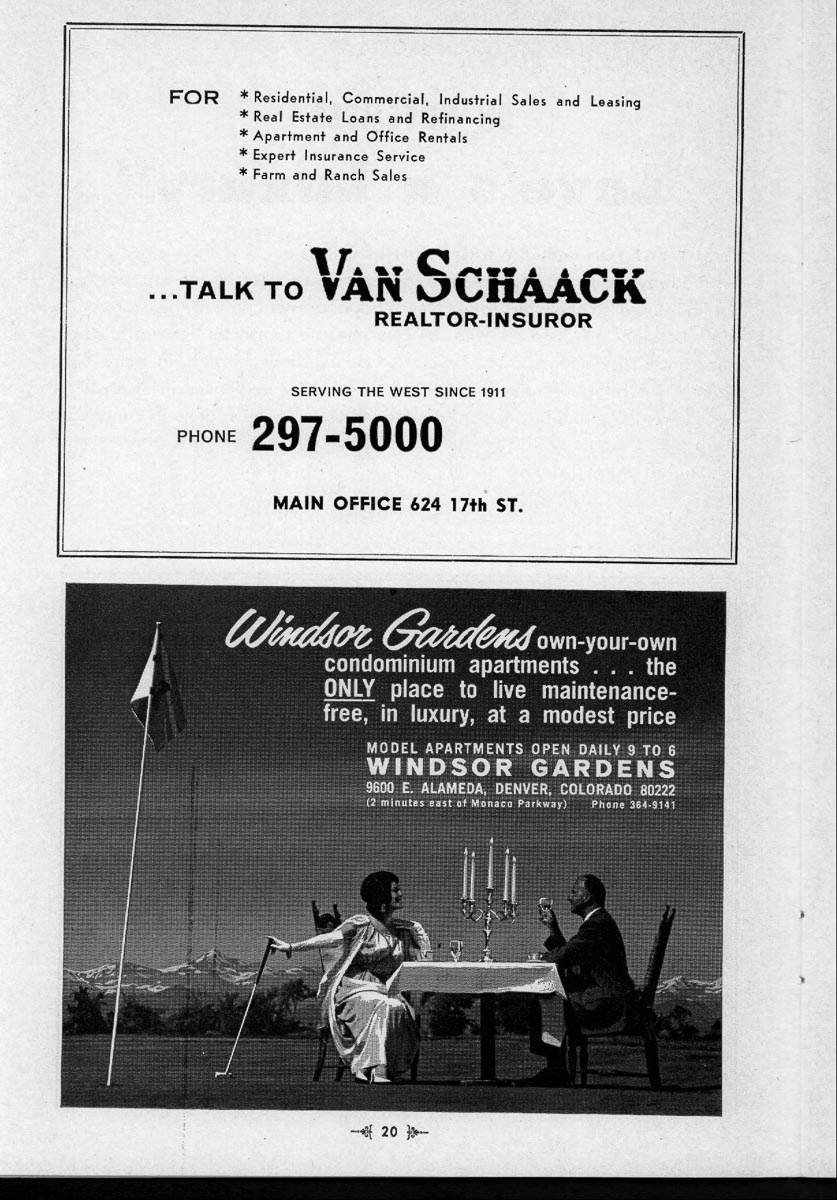 FOR * Residential, Commercial, Industrial Sales and Leasing
* Real Estate Loans and Refinancing
* Apartment and Office Rentals
* Expert Insurance Service
* Farm and Ranch Sales
...TALK TO VAN SCHAACK
REALTOR-INSUROR
SERVING THE WEST SINCE 1911
PHONE 297-5000
MAIN OFFICE 624 17th ST.
Windsor Gardens own-your-own
condominium apartments . . . the
ONLY place to live maintenance-
free, in luxury, at a modest price
MODEL APARTMENTS OPEN DAILY 9 TO 6
WINDSOR GARDENS
9600 E. ALAMEDA, DENVER, COLORADO 80222
(2 minutes east of Monaco Parkway) Phone 364-9141
20